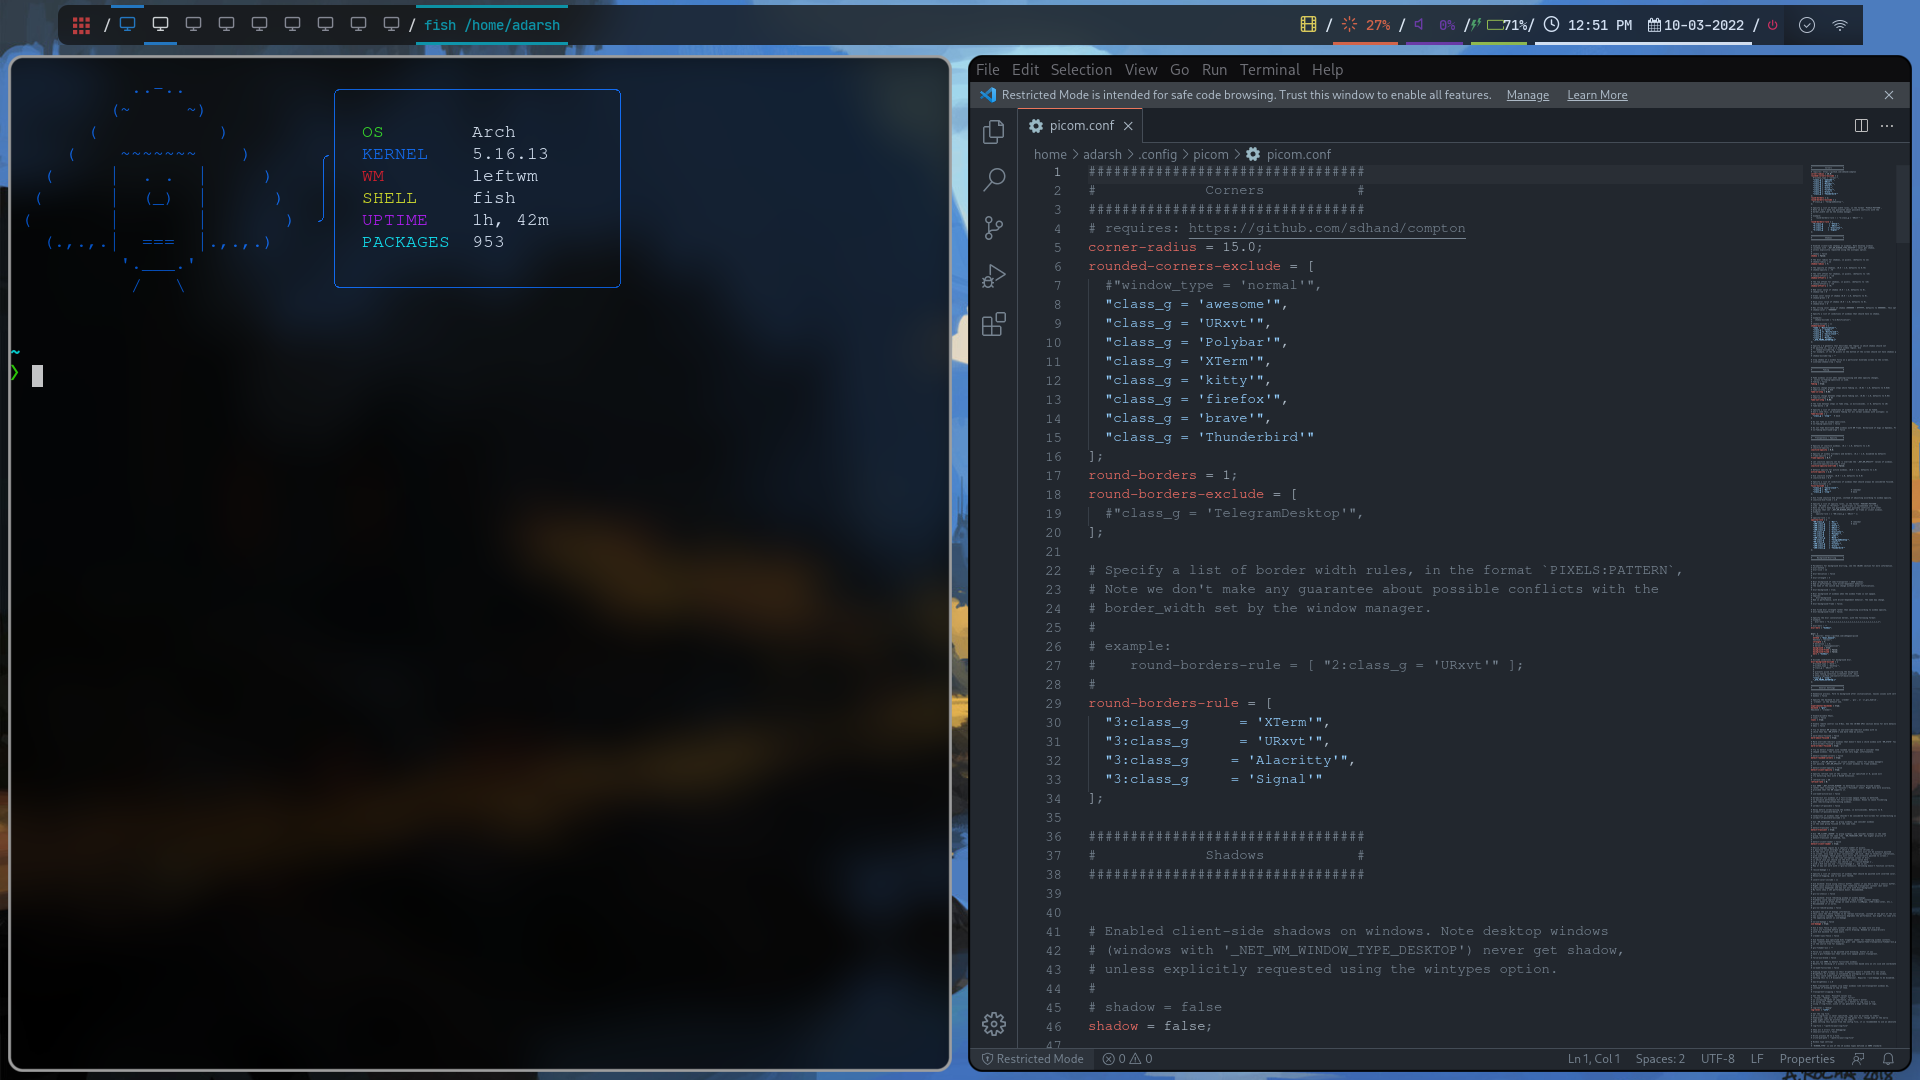 / / fish /home/adarsh / 27% / 0% / 71% / 12:51 PM 10-03-2022 /
OS Arch
KERNEL 5.16.13
WM leftwm
SHELL fish
UPTIME 1h, 42m
PACKAGES 953
~
❯
File Edit Selection View Go Run Terminal Help
Restricted Mode is intended for safe code browsing. Trust this window to enable all features. Manage Learn More
picom.conf
home > adarsh > .config > picom > picom.conf
1 #################################
2 #             Corners           #
3 #################################
4 # requires: https://github.com/sdhand/compton
5 corner-radius = 15.0;
6 rounded-corners-exclude = [
7   #"window_type = 'normal'",
8   "class_g = 'awesome'",
9   "class_g = 'URxvt'",
10   "class_g = 'Polybar'",
11   "class_g = 'XTerm'",
12   "class_g = 'kitty'",
13   "class_g = 'firefox'",
14   "class_g = 'brave'",
15   "class_g = 'Thunderbird'"
16 ];
17 round-borders = 1;
18 round-borders-exclude = [
19   #"class_g = 'TelegramDesktop'",
20 ];
21
22 # Specify a list of border width rules, in the format `PIXELS:PATTERN`,
23 # Note we don't make any guarantee about possible conflicts with the
24 # border_width set by the window manager.
25 #
26 # example:
27 #    round-borders-rule = [ "2:class_g = 'URxvt'" ];
28 #
29 round-borders-rule = [
30   "3:class_g      = 'XTerm'",
31   "3:class_g      = 'URxvt'",
32   "3:class_g     = 'Alacritty'",
33   "3:class_g     = 'Signal'"
34 ];
35
36 #################################
37 #             Shadows           #
38 #################################
39
40
41 # Enabled client-side shadows on windows. Note desktop windows
42 # (windows with '_NET_WM_WINDOW_TYPE_DESKTOP') never get shadow,
43 # unless explicitly requested using the wintypes option.
44 #
45 # shadow = false
46 shadow = false;
47
Restricted Mode 0 0 Ln 1, Col 1 Spaces: 2 UTF-8 LF Properties